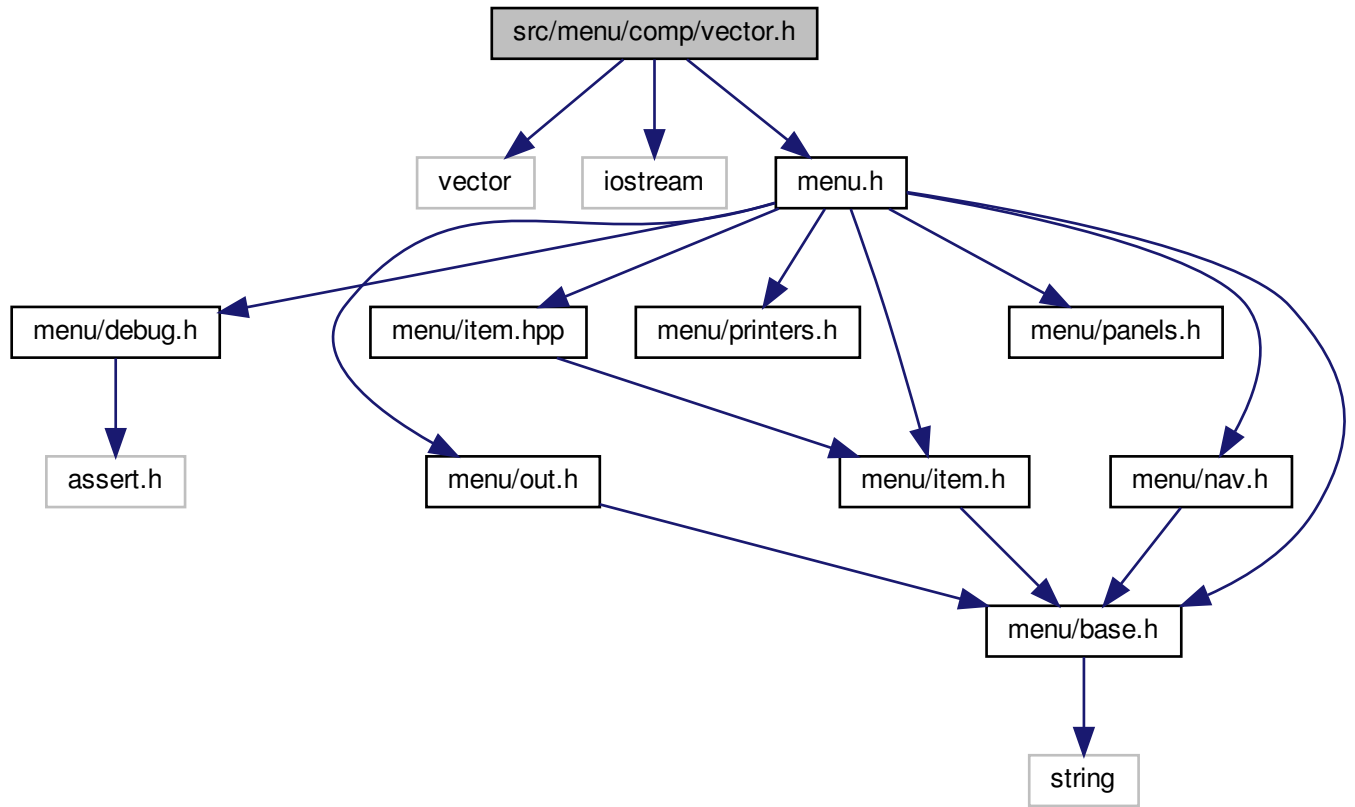 src/menu/comp/vector.h
vector
iostream
menu.h
menu/debug.h
menu/item.hpp
menu/printers.h
menu/panels.h
assert.h
menu/out.h
menu/item.h
menu/nav.h
menu/base.h
string